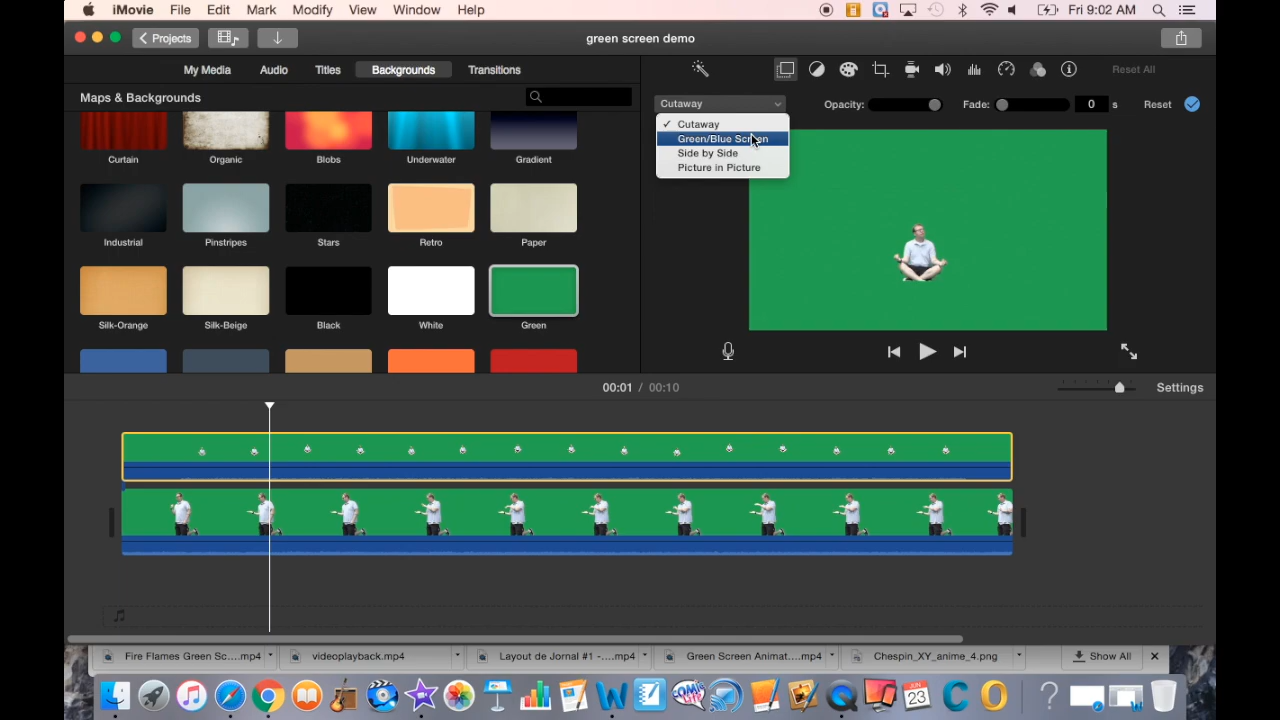 iMovie File Edit Mark Modify View Window Help Fri 9:02 AM
Projects green screen demo
My Media Audio Titles Backgrounds Transitions Reset All
Maps & Backgrounds
Cutaway Opacity: Fade: 0 s Reset
✓ Cutaway
Green/Blue Screen
Side by Side
Picture in Picture
Curtain Organic Blobs Underwater Gradient
Industrial Pinstripes Stars Retro Paper
Silk-Orange Silk-Beige Black White Green
00:01 / 00:10 Settings
Fire Flames Green Sc....mp4 videoplayback.mp4 Layout de Jornal #1 -....mp4 Green Screen Animat....mp4 Chespin_XY_anime_4.png Show All
JUN
23